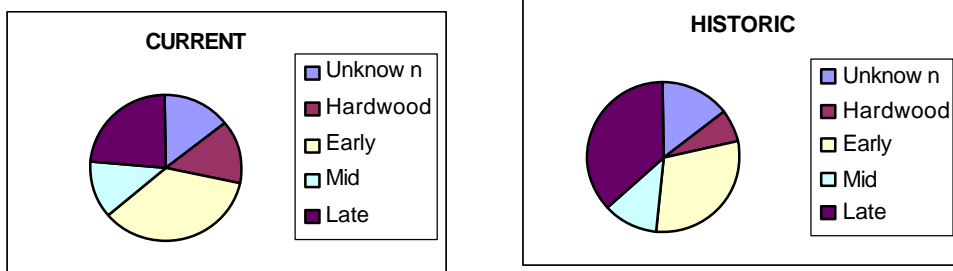 CURRENT
Unknow n
Hardwood
Early
Mid
Late
HISTORIC
Unknow n
Hardwood
Early
Mid
Late